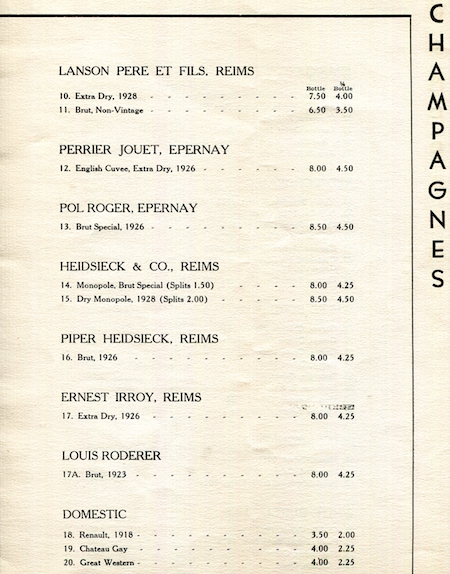 CHAMPAGNES
LANSON PERE ET FILS, REIMS
Bottle ½ Bottle
10. Extra Dry, 1928 - - - - - - - - 7.50 4.00
11. Brut, Non-Vintage - - - - - - - - 6.50 3.50
PERRIER JOUET, EPERNAY
12. English Cuvee, Extra Dry, 1926 - - - - - - 8.00 4.50
POL ROGER, EPERNAY
13. Brut Special, 1926 - - - - - - - - 8.50 4.50
HEIDSIECK & CO., REIMS
14. Monopole, Brut Special (Splits 1.50) - - - - - 8.00 4.25
15. Dry Monopole, 1928 (Splits 2.00) - - - - - 8.50 4.50
PIPER HEIDSIECK, REIMS
16. Brut, 1926 - - - - - - - - - 8.00 4.25
ERNEST IRROY, REIMS
17. Extra Dry, 1926 - - - - - - - - 8.00 4.25
LOUIS RODERER
17A. Brut, 1923 - - - - - - - - - 8.00 4.25
DOMESTIC
18. Renault, 1918 - - - - - - - - - 3.50 2.00
19. Chateau Gay - - - - - - - - - 4.00 2.25
20. Great Western - - - - - - - - - 4.00 2.25